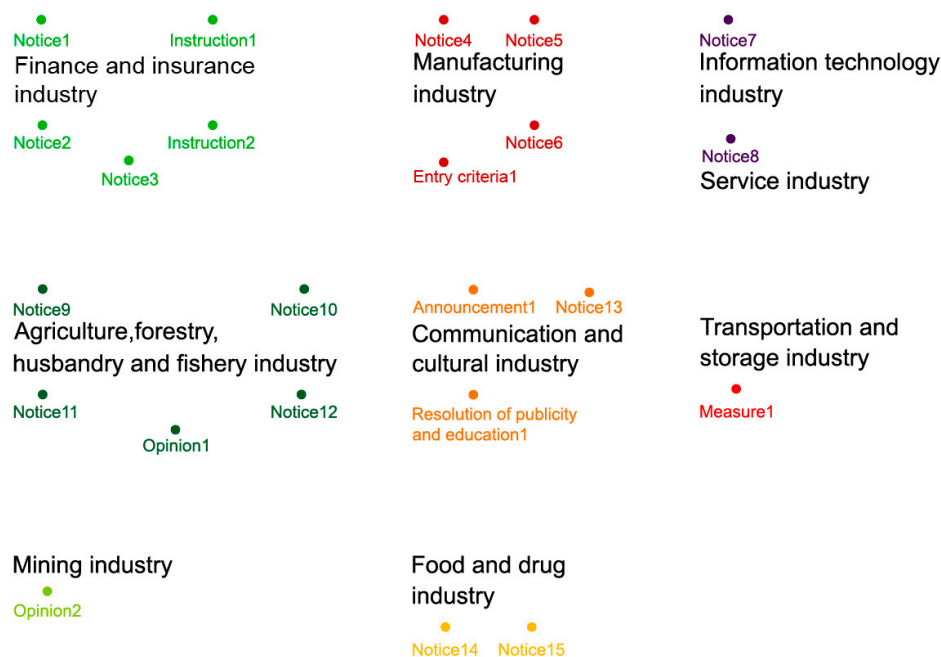 Notice1
Instruction1
Finance and insurance
industry
Notice2
Instruction2
Notice3
Notice4
Notice5
Manufacturing
industry
Notice6
Entry criteria1
Notice7
Information technology
industry
Notice8
Service industry
Notice9
Notice10
Agriculture,forestry,
husbandry and fishery industry
Notice11
Notice12
Opinion1
Announcement1
Notice13
Communication and
cultural industry
Resolution of publicity
and education1
Transportation and
storage industry
Measure1
Mining industry
Opinion2
Food and drug
industry
Notice14
Notice15